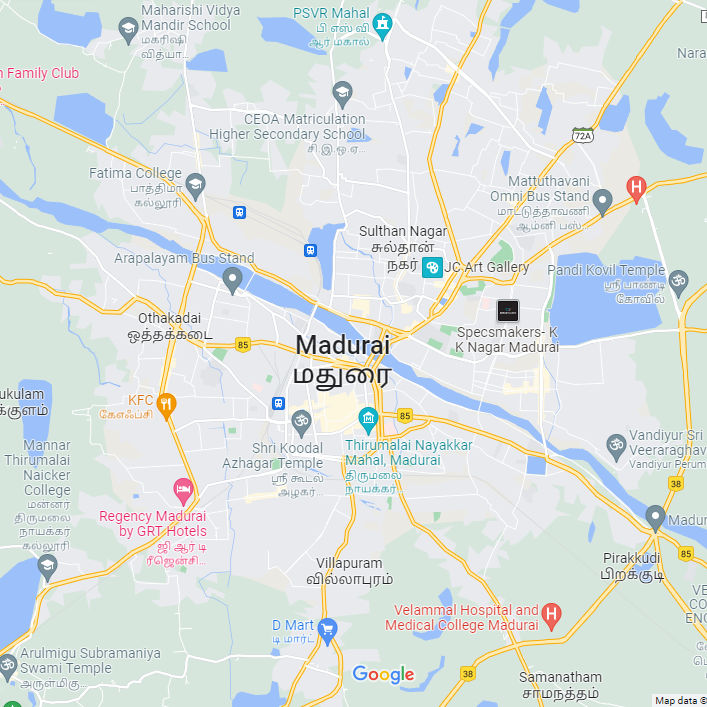 Maharishi Vidya
Mandir School
மகரிஷி
வித்யா...
PSVR Mahal
பி எஸ் வி
ஆர் மகால்
Nara
n Family Club
CEOA Matriculation
Higher Secondary School
சி.இ.ஒ.ஏ...
72A
Fatima College
பாத்திமா
கல்லூரி
Mattuthavani
Omni Bus Stand
மாட்டுத்தாவணி
ஆம்னி பஸ்...
H
Sulthan Nagar
சுல்தான்
நகர்
JC Art Gallery
Arapalayam Bus Stand
Pandi Kovil Temple
ஸ்ரீ பாண்டி
கோவில்
Othakadai
ஒத்தக்கடை
Specsmakers- K
K Nagar Madurai
85
Madurai
மதுரை
ukulam
க்குளம்
KFC
கேஎஃப்சி
85
Mannar
Thirumalai
Naicker
College
மன்னர்
திருமலை
நாயக்கர்
கல்லூரி
Shri Koodal
Azhagar Temple
ஸ்ரீ கூடல்
அழகர்...
Thirumalai Nayakkar
Mahal, Madurai
திருமலை
நாயக்கர்
Vandiyur Sri
Veeraragha
Vandiyur Perum
38
Regency Madurai
by GRT Hotels
ஜி ஆர் டி
ரீஜென்சி...
Madur
85
Villapuram
வில்லாபுரம்
Pirakkudi
பிறக்குடி
VE
CO
ENG
D Mart
டி மார்ட்
Velammal Hospital and
Medical College Madurai
H
Arulmigu Subramaniya
Swami Temple
அருள்மிகு...
Google
38
Samanatham
சாமநத்தம்
Map data ©